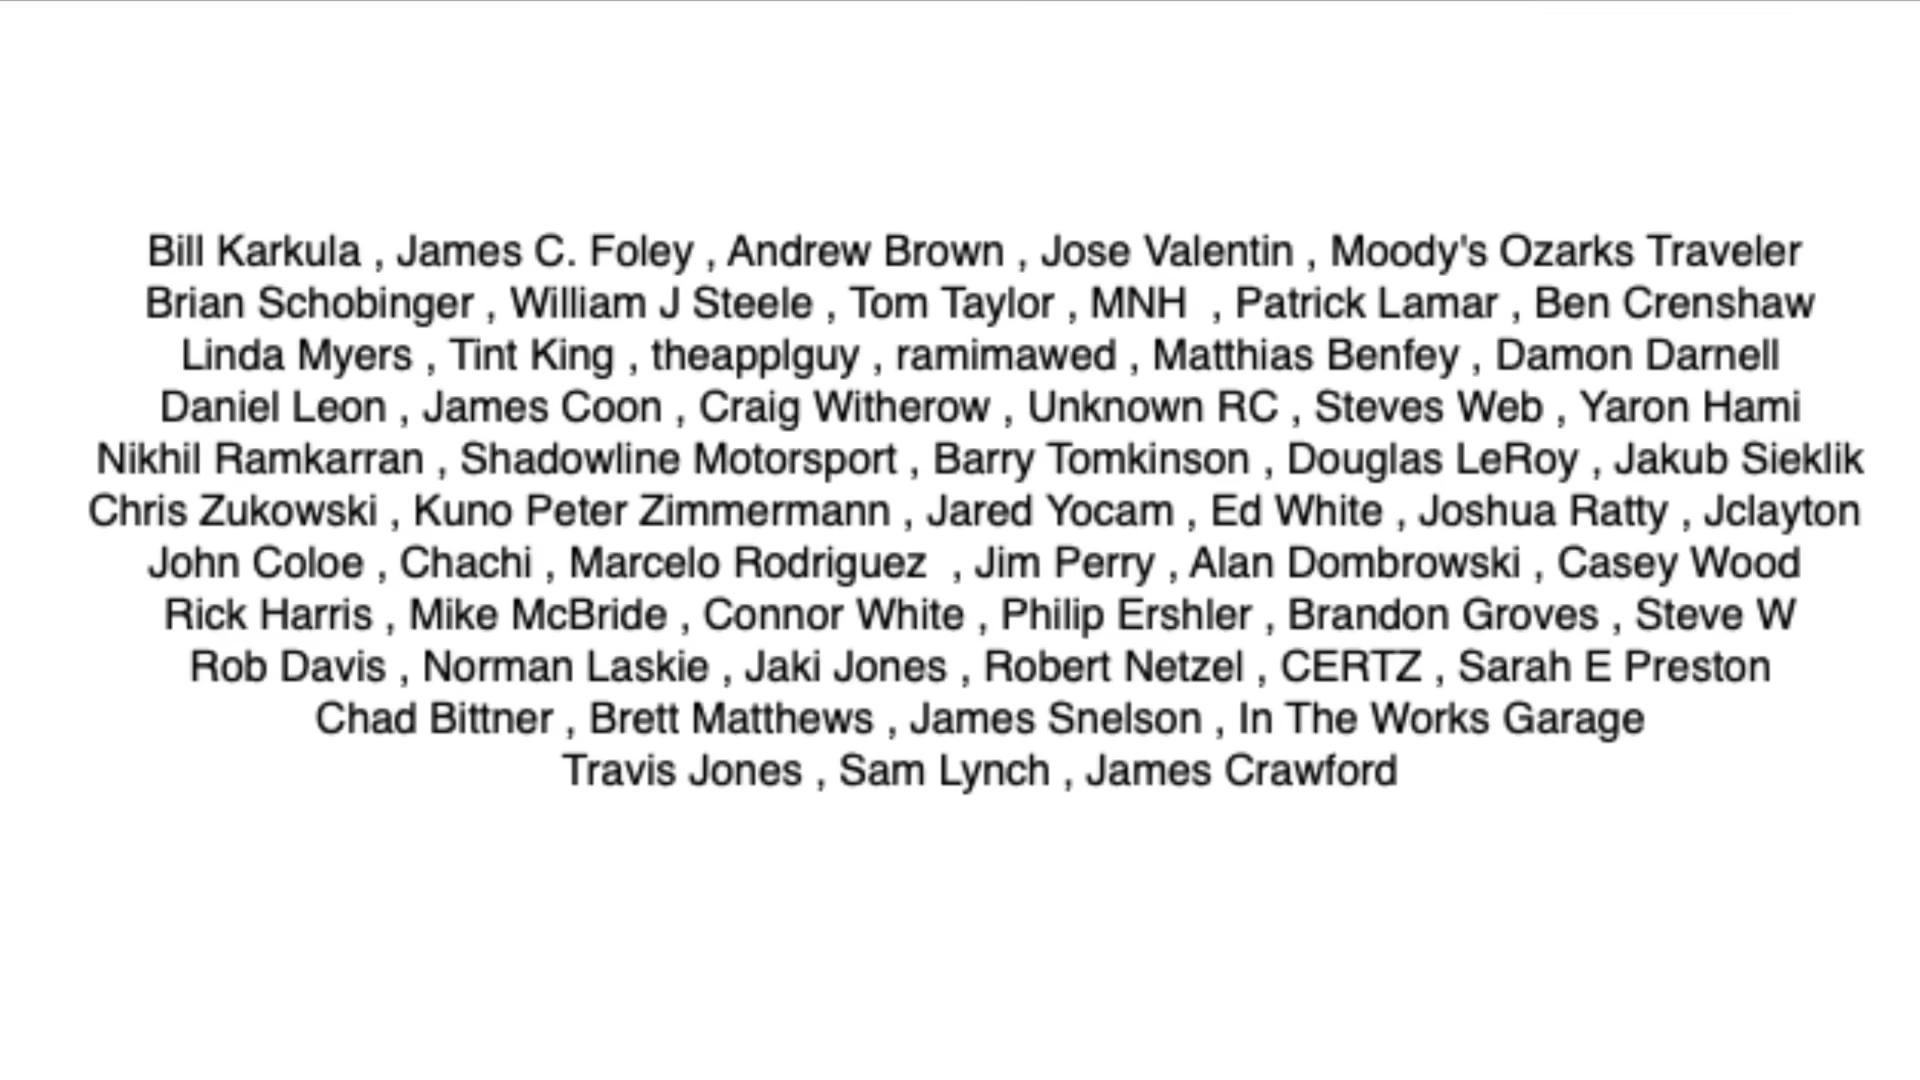 Bill Karkula , James C. Foley , Andrew Brown , Jose Valentin , Moody's Ozarks Traveler
Brian Schobinger , William J Steele , Tom Taylor , MNH  , Patrick Lamar , Ben Crenshaw
Linda Myers , Tint King , theapplguy , ramimawed , Matthias Benfey , Damon Darnell
Daniel Leon , James Coon , Craig Witherow , Unknown RC , Steves Web , Yaron Hami
Nikhil Ramkarran , Shadowline Motorsport , Barry Tomkinson , Douglas LeRoy , Jakub Sieklik
Chris Zukowski , Kuno Peter Zimmermann , Jared Yocam , Ed White , Joshua Ratty , Jclayton
John Coloe , Chachi , Marcelo Rodriguez  , Jim Perry , Alan Dombrowski , Casey Wood
Rick Harris , Mike McBride , Connor White , Philip Ershler , Brandon Groves , Steve W
Rob Davis , Norman Laskie , Jaki Jones , Robert Netzel , CERTZ , Sarah E Preston
Chad Bittner , Brett Matthews , James Snelson , In The Works Garage
Travis Jones , Sam Lynch , James Crawford